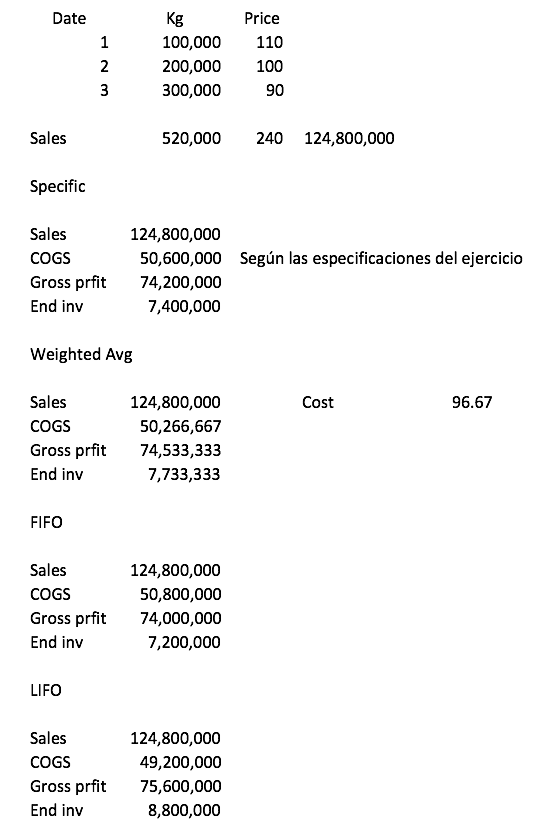 Date Kg Price
1 100,000 110
2 200,000 100
3 300,000 90
Sales 520,000 240 124,800,000
Specific
Sales 124,800,000
COGS 50,600,000 Según las especificaciones del ejercicio
Gross prfit 74,200,000
End inv 7,400,000
Weighted Avg
Sales 124,800,000 Cost 96.67
COGS 50,266,667
Gross prfit 74,533,333
End inv 7,733,333
FIFO
Sales 124,800,000
COGS 50,800,000
Gross prfit 74,000,000
End inv 7,200,000
LIFO
Sales 124,800,000
COGS 49,200,000
Gross prfit 75,600,000
End inv 8,800,000